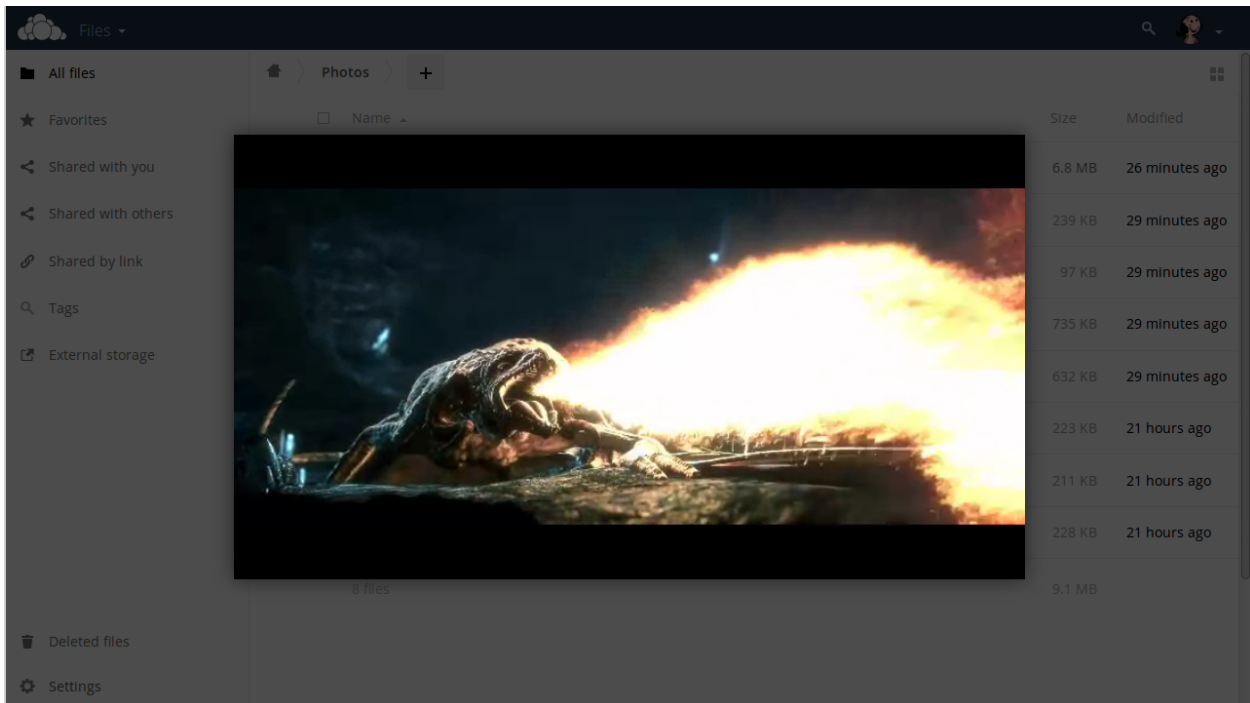 Files
All files
Favorites
Shared with you
Shared with others
Shared by link
Tags
External storage
Deleted files
Settings
Photos
+
Name Size Modified
6.8 MB 26 minutes ago
239 KB 29 minutes ago
97 KB 29 minutes ago
735 KB 29 minutes ago
632 KB 29 minutes ago
223 KB 21 hours ago
211 KB 21 hours ago
228 KB 21 hours ago
8 files 9.1 MB